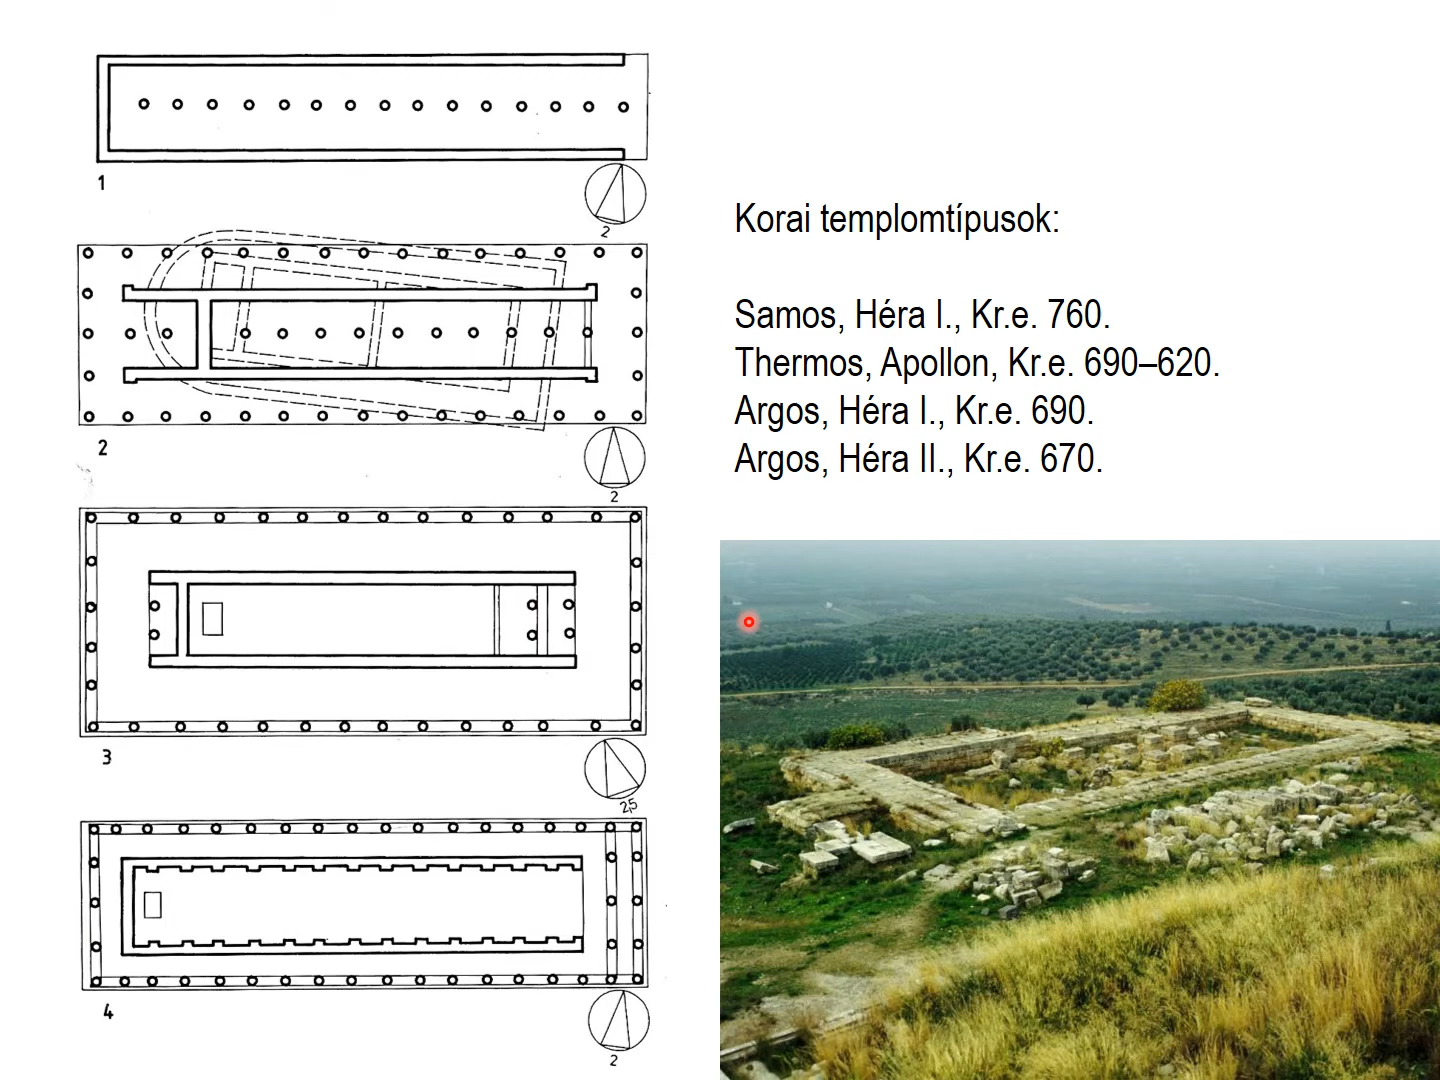 1
2
2
2
3
2,5
4
2
Korai templomtípusok:
Samos, Héra I., Kr.e. 760.
Thermos, Apollon, Kr.e. 690–620.
Argos, Héra I., Kr.e. 690.
Argos, Héra II., Kr.e. 670.